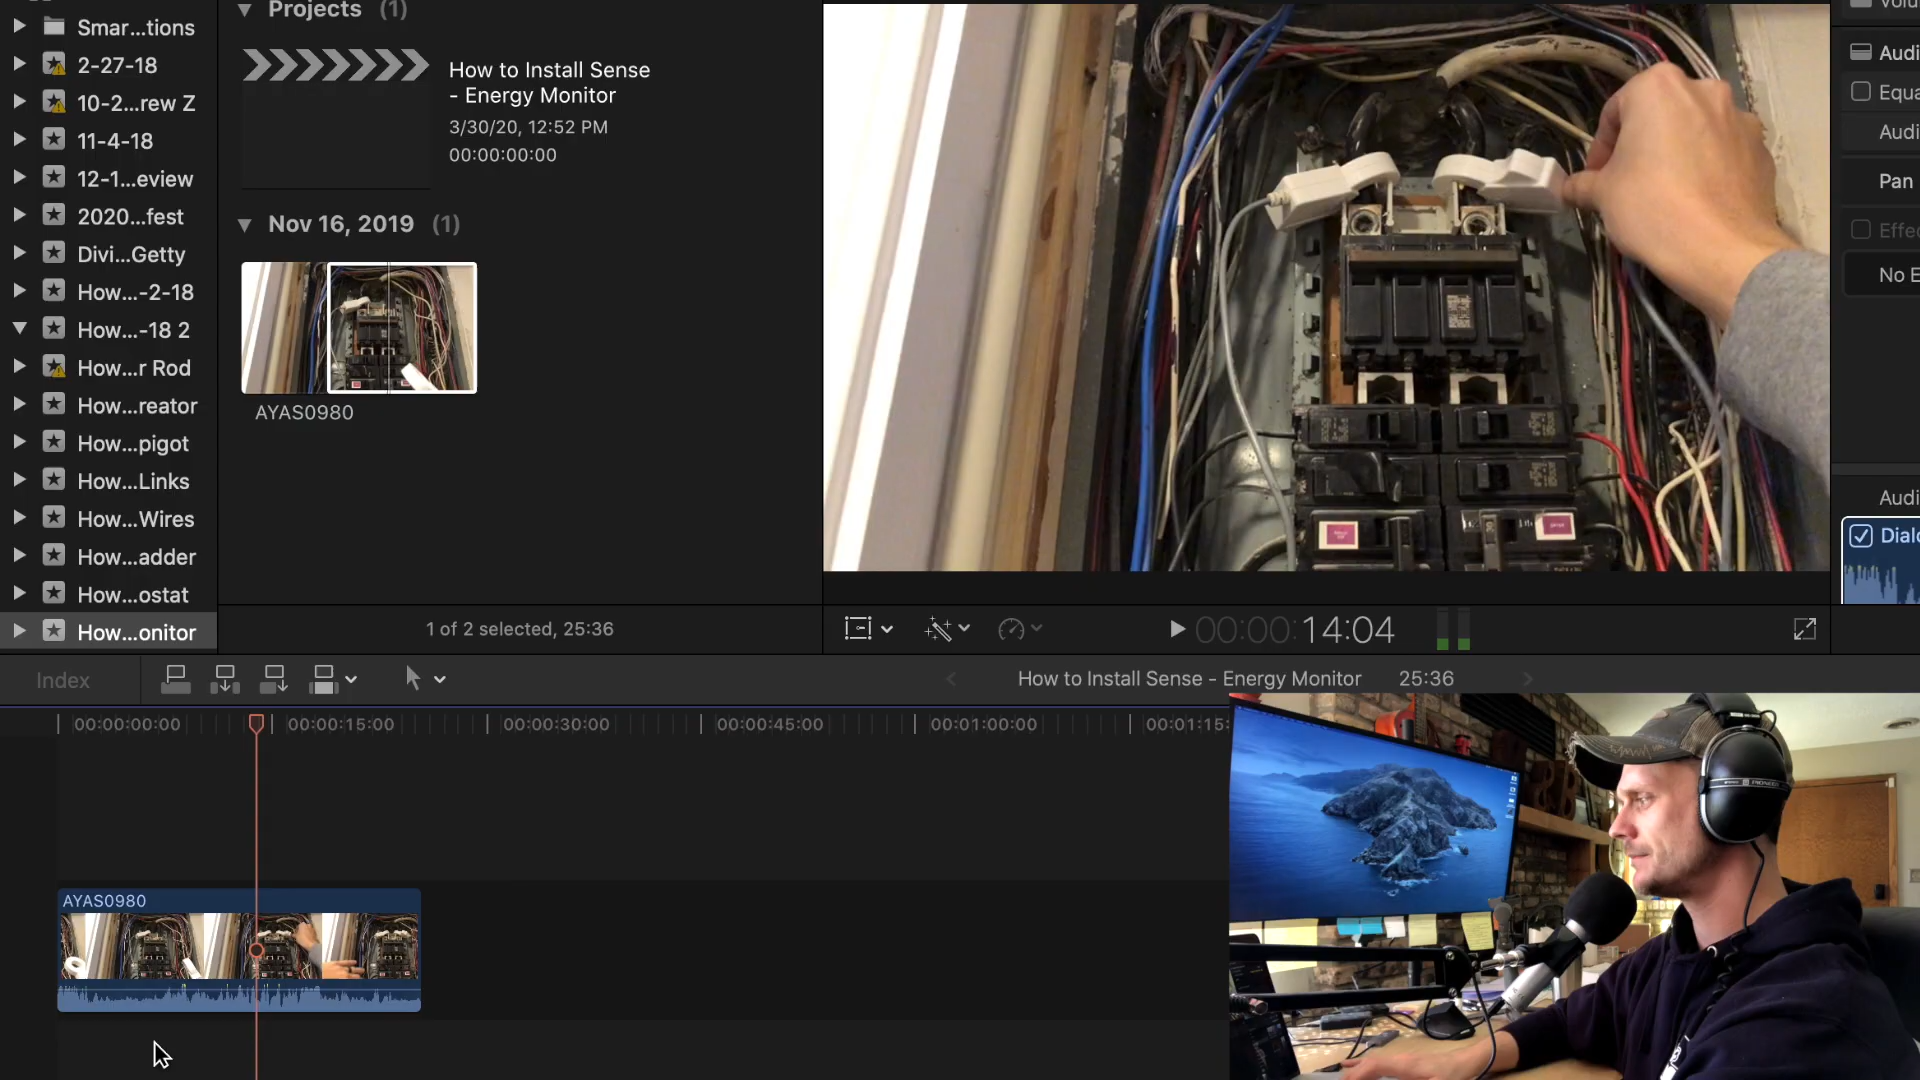 Projects (1)
Smar...tions
2-27-18
10-2...rew Z
11-4-18
12-1...eview
2020...fest
Divi...Getty
How...-2-18
How...-18 2
How...r Rod
How...reator
How...pigot
How...Links
How...Wires
How...adder
How...ostat
How...onitor
How to Install Sense
- Energy Monitor
3/30/20, 12:52 PM
00:00:00:00
Nov 16, 2019 (1)
AYAS0980
1 of 2 selected, 25:36
00:00:14:04
Audi
Equa
Audi
Pan
Effec
No E
Audi
Dialo
Index
How to Install Sense - Energy Monitor 25:36
00:00:00:00 00:00:15:00 00:00:30:00 00:00:45:00 00:01:00:00 00:01:15:
AYAS0980
PIONEER